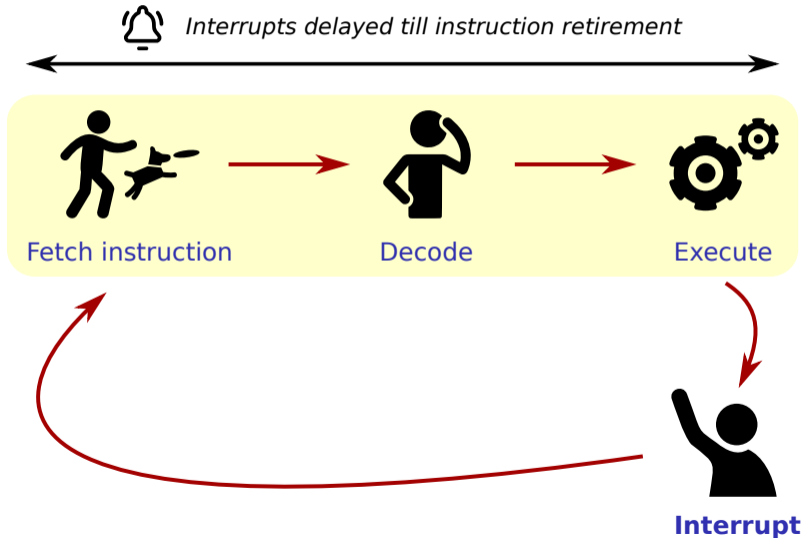 Interrupts delayed till instruction retirement
Fetch instruction
Decode
Execute
Interrupt